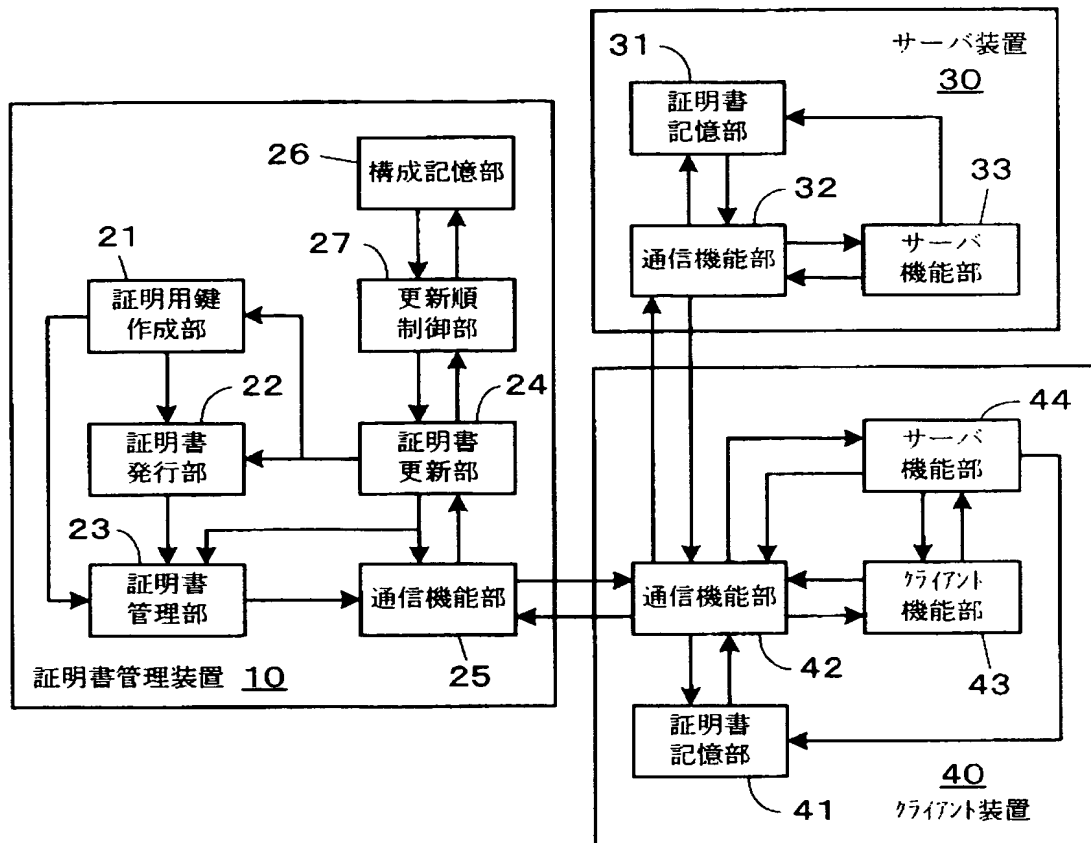 26
構成記憶部
21
証明用鍵
作成部
27
更新順
制御部
22
証明書
発行部
24
証明書
更新部
23
証明書
管理部
通信機能部
25
証明書管理装置 10
サーバ装置
30
31
証明書
記憶部
32
通信機能部
33
サーバ
機能部
44
サーバ
機能部
通信機能部
42
クライアント
機能部
43
証明書
記憶部
41
40
クライアント装置